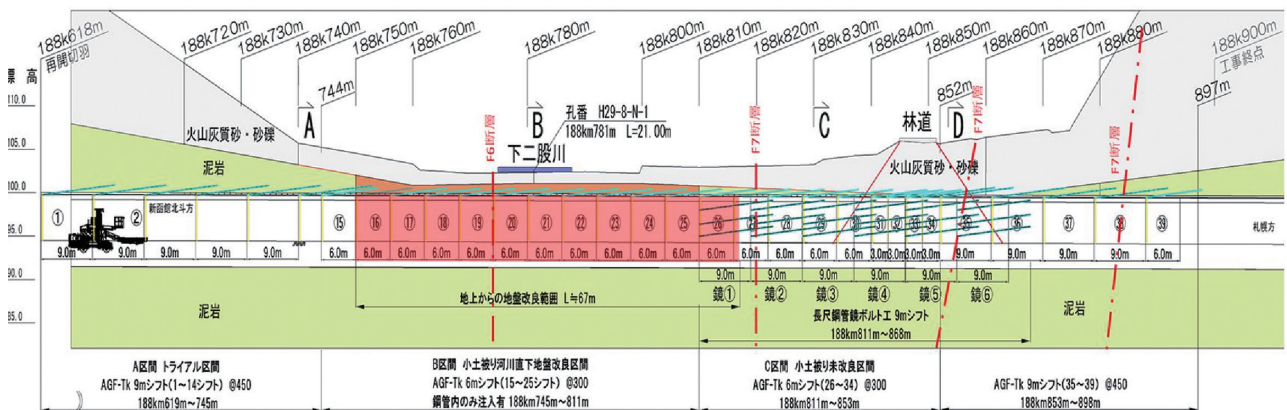 188k618m
再開切羽
188k720m
188k730m
188k740m
188k750m
188k760m
188k780m
188k800m
188k810m
188k820m
188k830m
188k840m
188k850m
188k860m
188k870m
188k880m
188k900m
工事終点
標 高
744m
852m
897m
110.0
105.0
100.0
95.0
90.0
85.0
A
B
C
D
孔番 H29-8-N-1
188km781m L=21.00m
下二股川
林道
火山灰質砂・砂礫
火山灰質砂・砂礫
泥岩
F6断層
F7断層
F7断層
F7断層
新函館北斗方
札幌方
① ② ⑮ ⑯ ⑰ ⑱ ⑲ ⑳ ㉑ ㉒ ㉓ ㉔ ㉕ ㉖ ㉗ ㉘ ㉙ ㉚ ㉛ ㉜ ㉝ ㉞ ㉟ ㊱ ㊲ ㊳ ㊴
9.0m 9.0m 9.0m 9.0m 9.0m 6.0m 6.0m 6.0m 6.0m 6.0m 6.0m 6.0m 6.0m 6.0m 6.0m 6.0m 6.0m 6.0m 6.0m 6.0m 6.0m 3.0m 3.0m 3.0m 3.0m 9.0m 9.0m 9.0m 9.0m 6.0m
9.0m 9.0m 9.0m 9.0m 9.0m 9.0m
鏡① 鏡② 鏡③ 鏡④ 鏡⑤ 鏡⑥
地上からの地盤改良範囲 L≒67m
長尺鋼管鏡ボルト工 9mシフト
188km811m~868m
泥岩
泥岩
A区間 トライアル区間
AGF-Tk 9mシフト(1~14シフト) @450
188km619m~745m
B区間 小土被り河川直下地盤改良区間
AGF-Tk 6mシフト(15~25シフト) @300
鋼管内のみ注入有 188km745m~811m
C区間 小土被り未改良区間
AGF-Tk 6mシフト(26~34) @300
188km811m~853m
AGF-Tk 9mシフト(35~39) @450
188km853m~898m